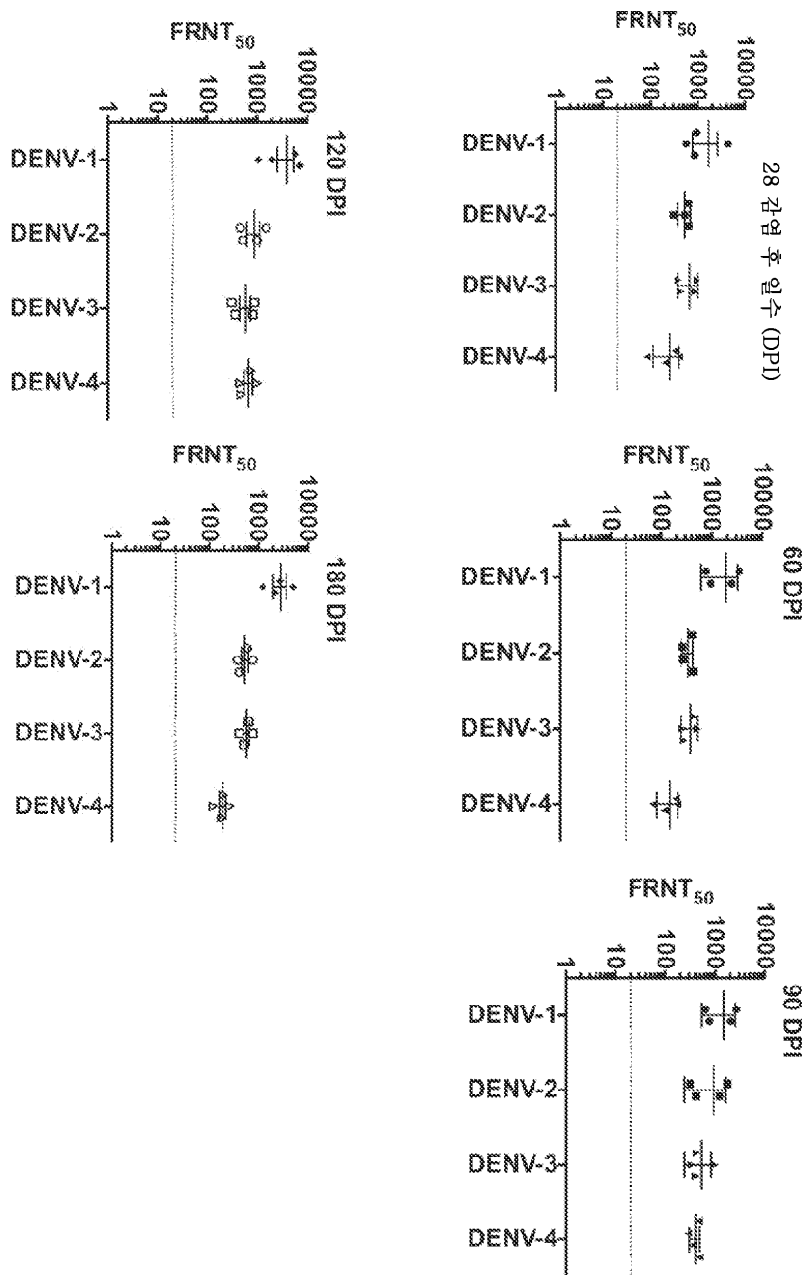 28 감염 후 일수 (DPI)
FRNT₅₀
10000
1000
100
10
1
DENV-1
DENV-2
DENV-3
DENV-4
60 DPI
FRNT₅₀
10000
1000
100
10
1
DENV-1
DENV-2
DENV-3
DENV-4
90 DPI
FRNT₅₀
10000
1000
100
10
1
DENV-1
DENV-2
DENV-3
DENV-4
120 DPI
FRNT₅₀
10000
1000
100
10
1
DENV-1
DENV-2
DENV-3
DENV-4
180 DPI
FRNT₅₀
10000
1000
100
10
1
DENV-1
DENV-2
DENV-3
DENV-4